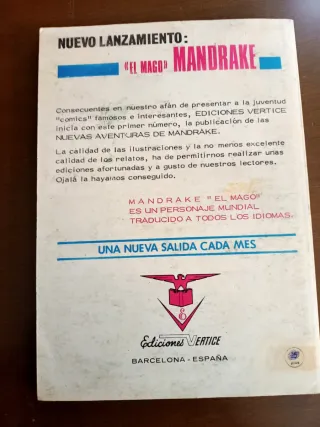 NUEVO LANZAMIENTO:
"EL MAGO" MANDRAKE
Consecuentes en nuestro afán de presentar a la juventud
"comics" famosos e interesantes, EDICIONES VERTICE
inicia con este primer número, la publicación de las
NUEVAS AVENTURAS DE MANDRAKE.
La calidad de las ilustraciones y la no menos excelente
calidad de los relatos, ha de permitirnos realizar unas
ediciones afortunadas y a gusto de nuestros lectores.
Ojalá la hayamos conseguido.
MANDRAKE "EL MAGO"
ES UN PERSONAJE MUNDIAL
TRADUCIDO A TODOS LOS IDIOMAS.
UNA NUEVA SALIDA CADA MES
Ediciones VERTICE
BARCELONA - ESPAÑA